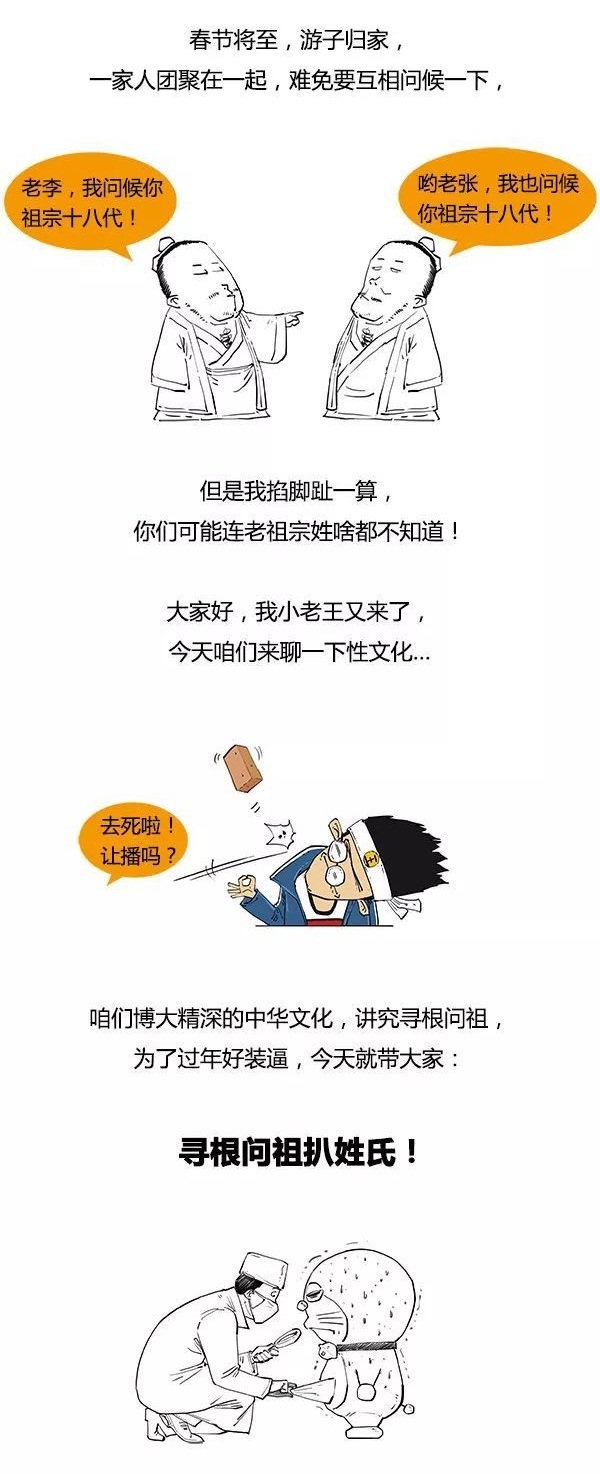 春节将至，游子归家，
一家人团聚在一起，难免要互相问候一下，
老李，我问候你
祖宗十八代！
哟老张，我也问候
你祖宗十八代！
但是我掐脚趾一算，
你们可能连老祖宗姓啥都不知道！
大家好，我小老王又来了，
今天咱们来聊一下性文化...
去死啦！
让播吗？
王
咱们博大精深的中华文化，讲究寻根问祖，
为了过年好装逼，今天就带大家：
寻根问祖扒姓氏！